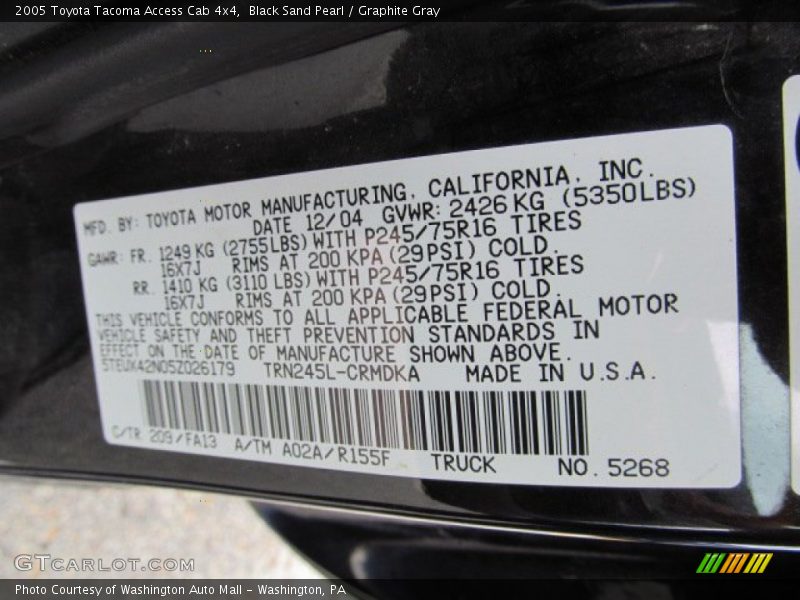 2005 Toyota Tacoma Access Cab 4x4, Black Sand Pearl / Graphite Gray
MFD. BY: TOYOTA MOTOR MANUFACTURING, CALIFORNIA, INC.
DATE 12/04 GVWR: 2426 KG (5350LBS)
GAWR: FR. 1249 KG (2755LBS) WITH P245/75R16 TIRES
16X7J RIMS AT 200 KPA (29PSI) COLD.
RR. 1410 KG (3110 LBS) WITH P245/75R16 TIRES
16X7J RIMS AT 200 KPA (29PSI) COLD.
THIS VEHICLE CONFORMS TO ALL APPLICABLE FEDERAL MOTOR
VEHICLE SAFETY AND THEFT PREVENTION STANDARDS IN
EFFECT ON THE DATE OF MANUFACTURE SHOWN ABOVE.
5TEUX42N05Z026179 TRN245L-CRMDKA MADE IN U.S.A.
C/TR 209/FA13 A/TM A02A/R155F TRUCK NO. 5268
GTCARLOT.COM
Photo Courtesy of Washington Auto Mall - Washington, PA